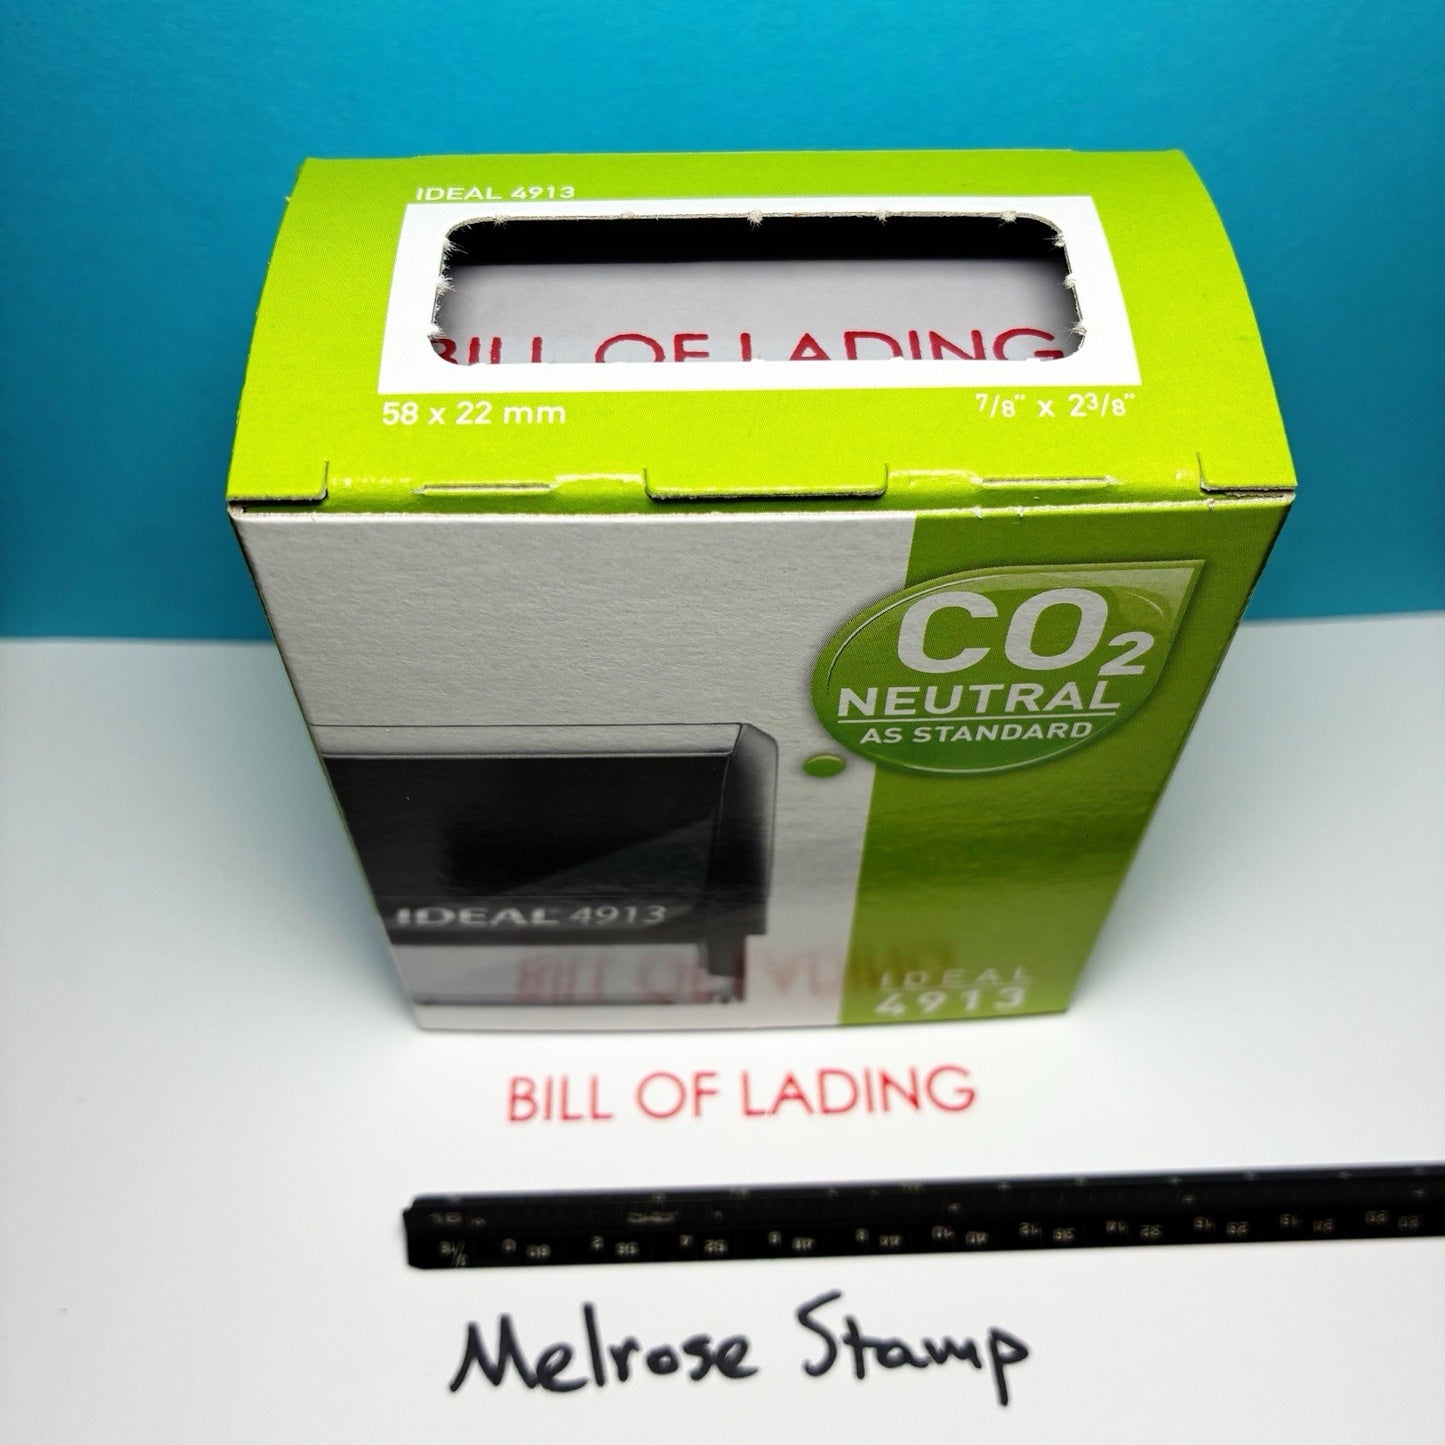 IDEAL 4913
BILL OF LADING
58 x 22 mm
7/8" x 2 3/8"
CO2
NEUTRAL
AS STANDARD
IDEAL 4913
IDEAL
4913
BILL OF LADING
Melrose Stamp